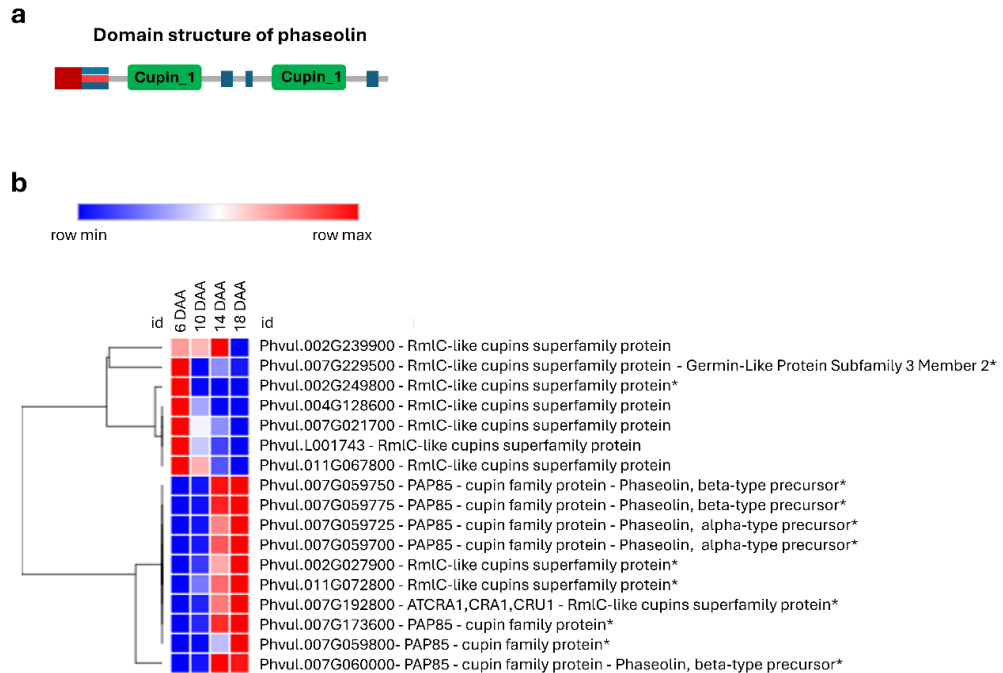 a
Domain structure of phaseolin
Cupin_1 Cupin_1
b
row min row max
id 6 DAA 10 DAA 14 DAA 18 DAA id
Phvul.002G239900 - RmlC-like cupins superfamily protein
Phvul.007G229500 - RmlC-like cupins superfamily protein - Germin-Like Protein Subfamily 3 Member 2*
Phvul.002G249800 - RmlC-like cupins superfamily protein*
Phvul.004G128600 - RmlC-like cupins superfamily protein
Phvul.007G021700 - RmlC-like cupins superfamily protein
Phvul.L001743 - RmlC-like cupins superfamily protein
Phvul.011G067800 - RmlC-like cupins superfamily protein
Phvul.007G059750 - PAP85 - cupin family protein - Phaseolin, beta-type precursor*
Phvul.007G059775 - PAP85 - cupin family protein - Phaseolin, beta-type precursor*
Phvul.007G059725 - PAP85 - cupin family protein - Phaseolin, alpha-type precursor*
Phvul.007G059700 - PAP85 - cupin family protein - Phaseolin, alpha-type precursor*
Phvul.002G027900 - RmlC-like cupins superfamily protein*
Phvul.011G072800 - RmlC-like cupins superfamily protein*
Phvul.007G192800 - ATCRA1,CRA1,CRU1 - RmlC-like cupins superfamily protein*
Phvul.007G173600 - PAP85 - cupin family protein*
Phvul.007G059800- PAP85 - cupin family protein*
Phvul.007G060000- PAP85 - cupin family protein - Phaseolin, beta-type precursor*